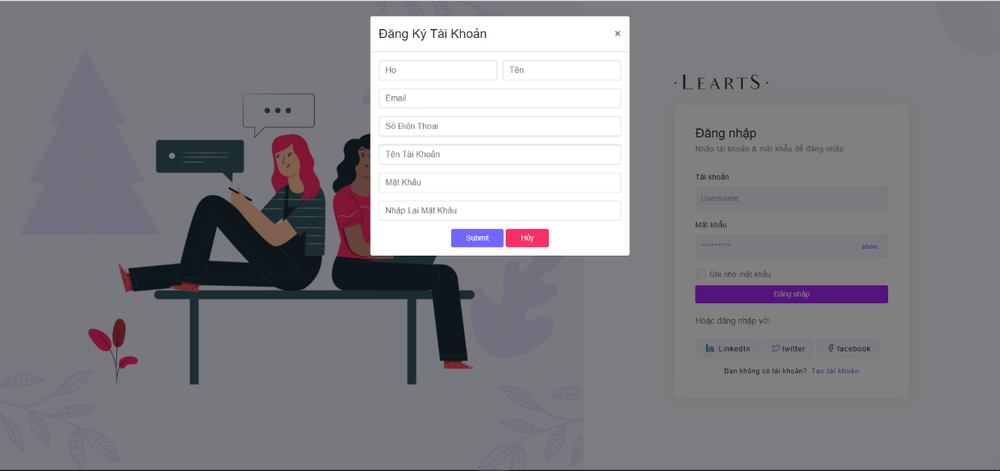 Đăng Ký Tài Khoản
×
Họ
Tên
Email
Số Điện Thoại
Tên Tài Khoản
Mật Khẩu
Nhập Lại Mật Khẩu
Submit
Hủy
·LEARTS·
Đăng nhập
Nhập tài khoản & mật khẩu để đăng nhập
Tài khoản
Username
Mật khẩu
*********
show
Ghi nhớ mật khẩu
Đăng nhập
Hoặc đăng nhập với
LinkedIn
twitter
facebook
Bạn không có tài khoản? Tạo tài khoản